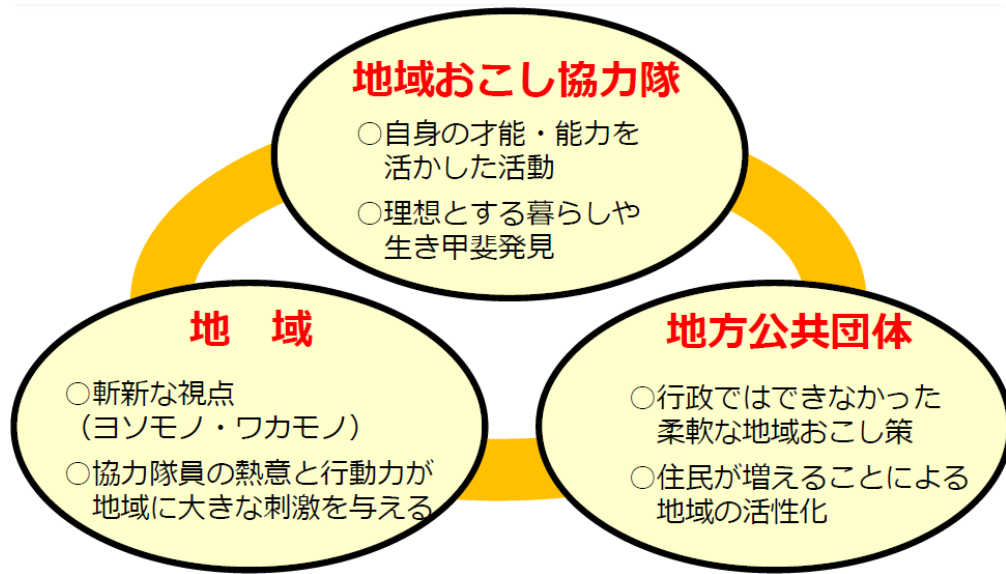 地域おこし協力隊
○自身の才能・能力を
活かした活動
○理想とする暮らしや
生き甲斐発見
地　域
○斬新な視点
（ヨソモノ・ワカモノ）
○協力隊員の熱意と行動力が
地域に大きな刺激を与える
地方公共団体
○行政ではできなかった
柔軟な地域おこし策
○住民が増えることによる
地域の活性化